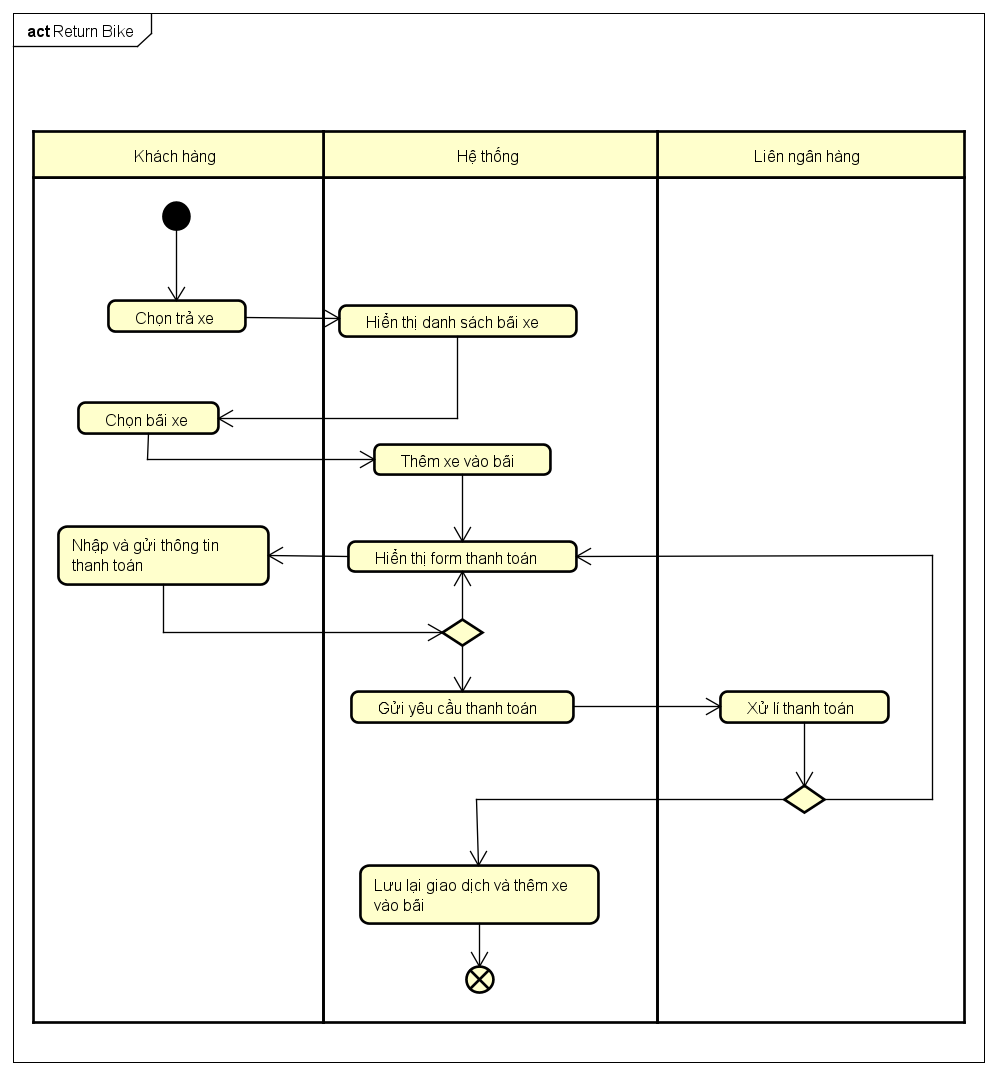 act Return Bike
Khách hàng
Hệ thống
Liên ngân hàng
Chọn trả xe
Hiển thị danh sách bãi xe
Chọn bãi xe
Thêm xe vào bãi
Nhập và gửi thông tin
thanh toán
Hiển thị form thanh toán
Gửi yêu cầu thanh toán
Xử lí thanh toán
Lưu lại giao dịch và thêm xe
vào bãi